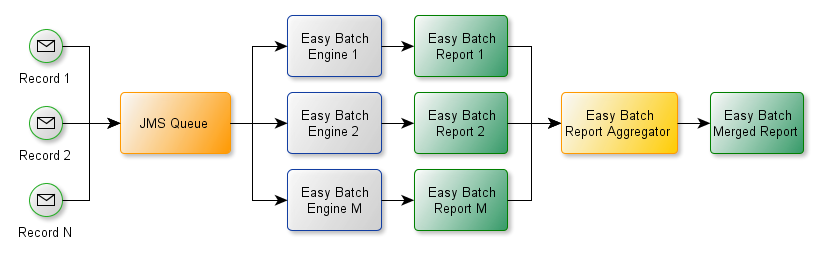 Record 1
Record 2
Record N
JMS Queue
Easy Batch
Engine 1
Easy Batch
Engine 2
Easy Batch
Engine M
Easy Batch
Report 1
Easy Batch
Report 2
Easy Batch
Report M
Easy Batch
Report Aggregator
Easy Batch
Merged Report